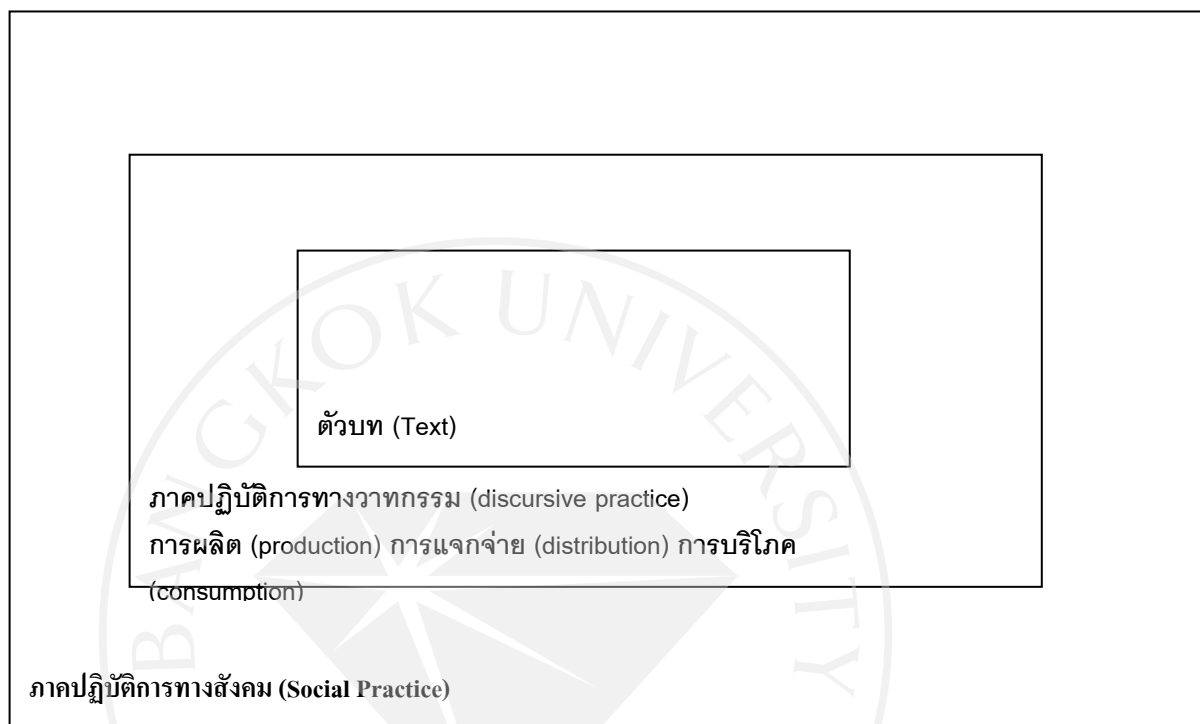 BANGKOK UNIVERSITY
ตัวบท (Text)
ภาคปฏิบัติการทางวาทกรรม (discursive practice)
การผลิต (production) การแจกจ่าย (distribution) การบริโภค
(consumption)
ภาคปฏิบัติการทางสังคม (Social Practice)